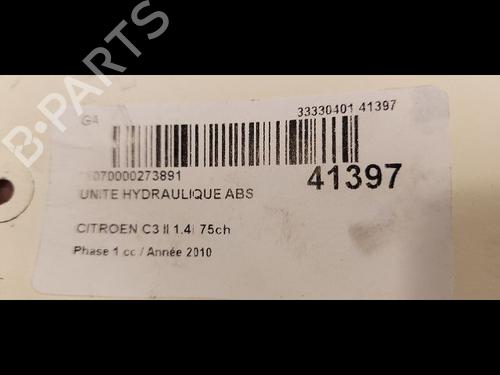 B-PARTS
GA
33330401 41397
070000273891
41397
UNITE HYDRAULIQUE ABS
CITROEN C3 II 1.4i 75ch
Phase 1 cc / Année 2010